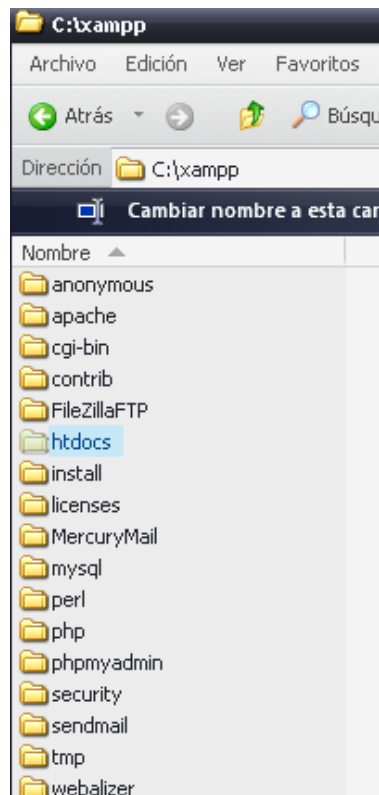 C:\xampp
Archivo Edición Ver Favoritos
Atrás Búsqu
Dirección C:\xampp
Cambiar nombre a esta car
Nombre
anonymous
apache
cgi-bin
contrib
FileZillaFTP
htdocs
install
licenses
MercuryMail
mysql
perl
php
phpmyadmin
security
sendmail
tmp
webalizer